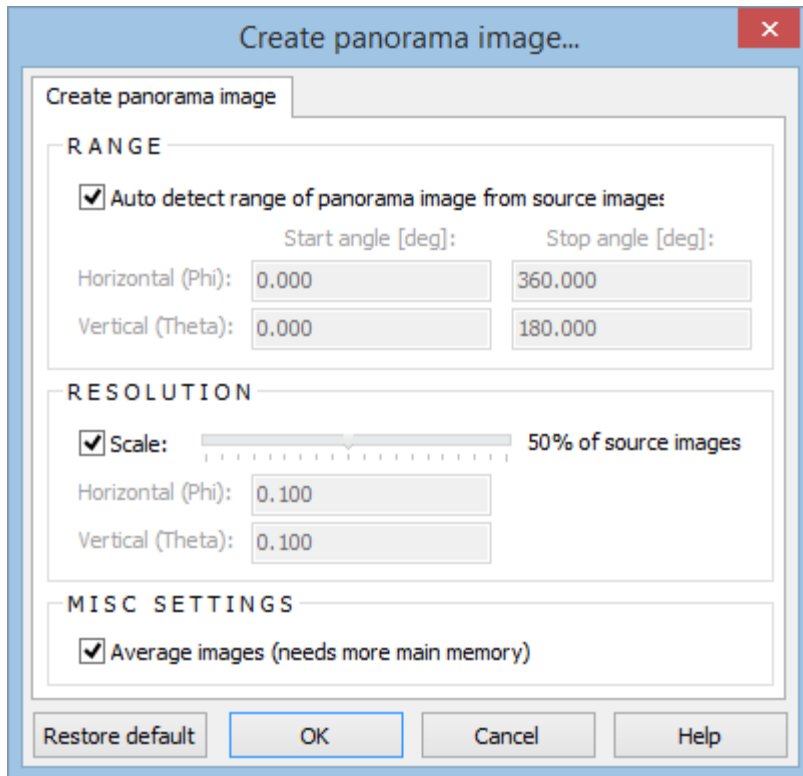 Create panorama image...
Create panorama image
RANGE
Auto detect range of panorama image from source images
Start angle [deg]: Stop angle [deg]:
Horizontal (Phi): 0.000 360.000
Vertical (Theta): 0.000 180.000
RESOLUTION
Scale: 50% of source images
Horizontal (Phi): 0.100
Vertical (Theta): 0.100
MISC SETTINGS
Average images (needs more main memory)
Restore default OK Cancel Help